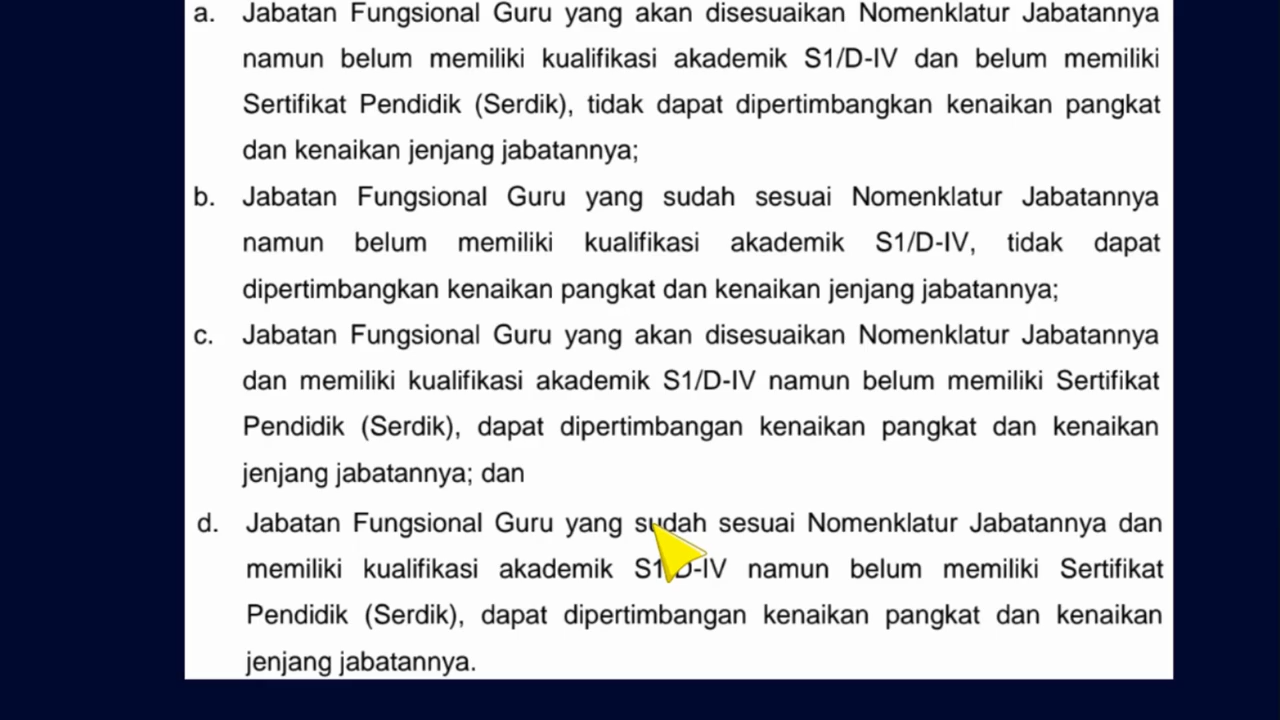 a. Jabatan Fungsional Guru yang akan disesuaikan Nomenklatur Jabatannya
namun belum memiliki kualifikasi akademik S1/D-IV dan belum memiliki
Sertifikat Pendidik (Serdik), tidak dapat dipertimbangkan kenaikan pangkat
dan kenaikan jenjang jabatannya;
b. Jabatan Fungsional Guru yang sudah sesuai Nomenklatur Jabatannya
namun belum memiliki kualifikasi akademik S1/D-IV, tidak dapat
dipertimbangkan kenaikan pangkat dan kenaikan jenjang jabatannya;
c. Jabatan Fungsional Guru yang akan disesuaikan Nomenklatur Jabatannya
dan memiliki kualifikasi akademik S1/D-IV namun belum memiliki Sertifikat
Pendidik (Serdik), dapat dipertimbangan kenaikan pangkat dan kenaikan
jenjang jabatannya; dan
d. Jabatan Fungsional Guru yang sudah sesuai Nomenklatur Jabatannya dan
memiliki kualifikasi akademik S1/D-IV namun belum memiliki Sertifikat
Pendidik (Serdik), dapat dipertimbangan kenaikan pangkat dan kenaikan
jenjang jabatannya.